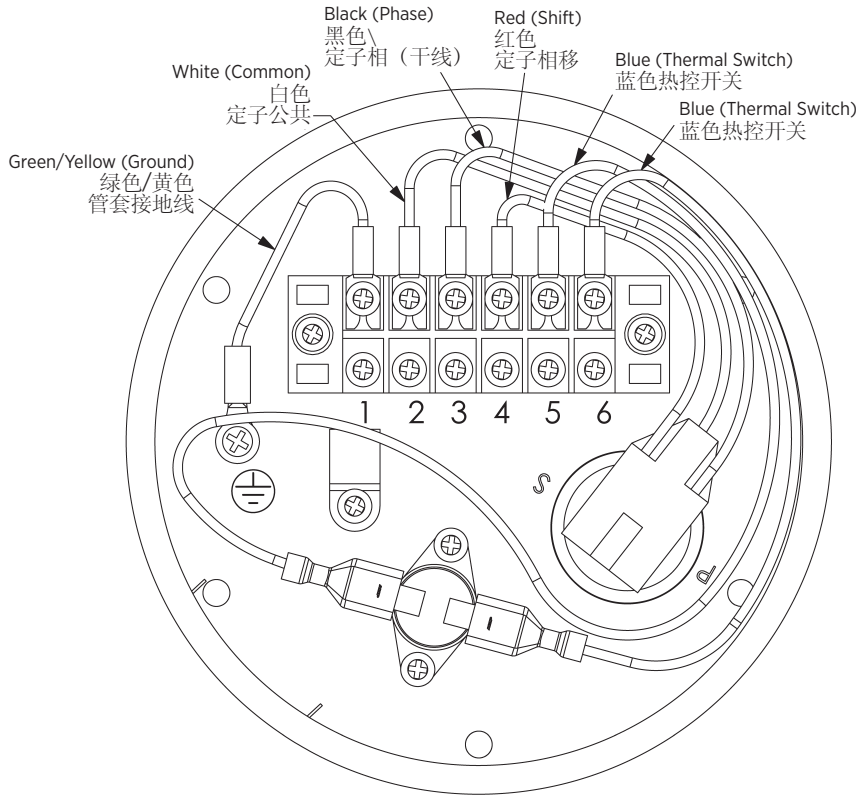 Black (Phase)
黑色\
定子相（干线）
Red (Shift)
红色
定子相移
White (Common)
白色
定子公共
Blue (Thermal Switch)
蓝色热控开关
Blue (Thermal Switch)
蓝色热控开关
Green/Yellow (Ground)
绿色/黄色
管套接地线
1 2 3 4 5 6
S
P